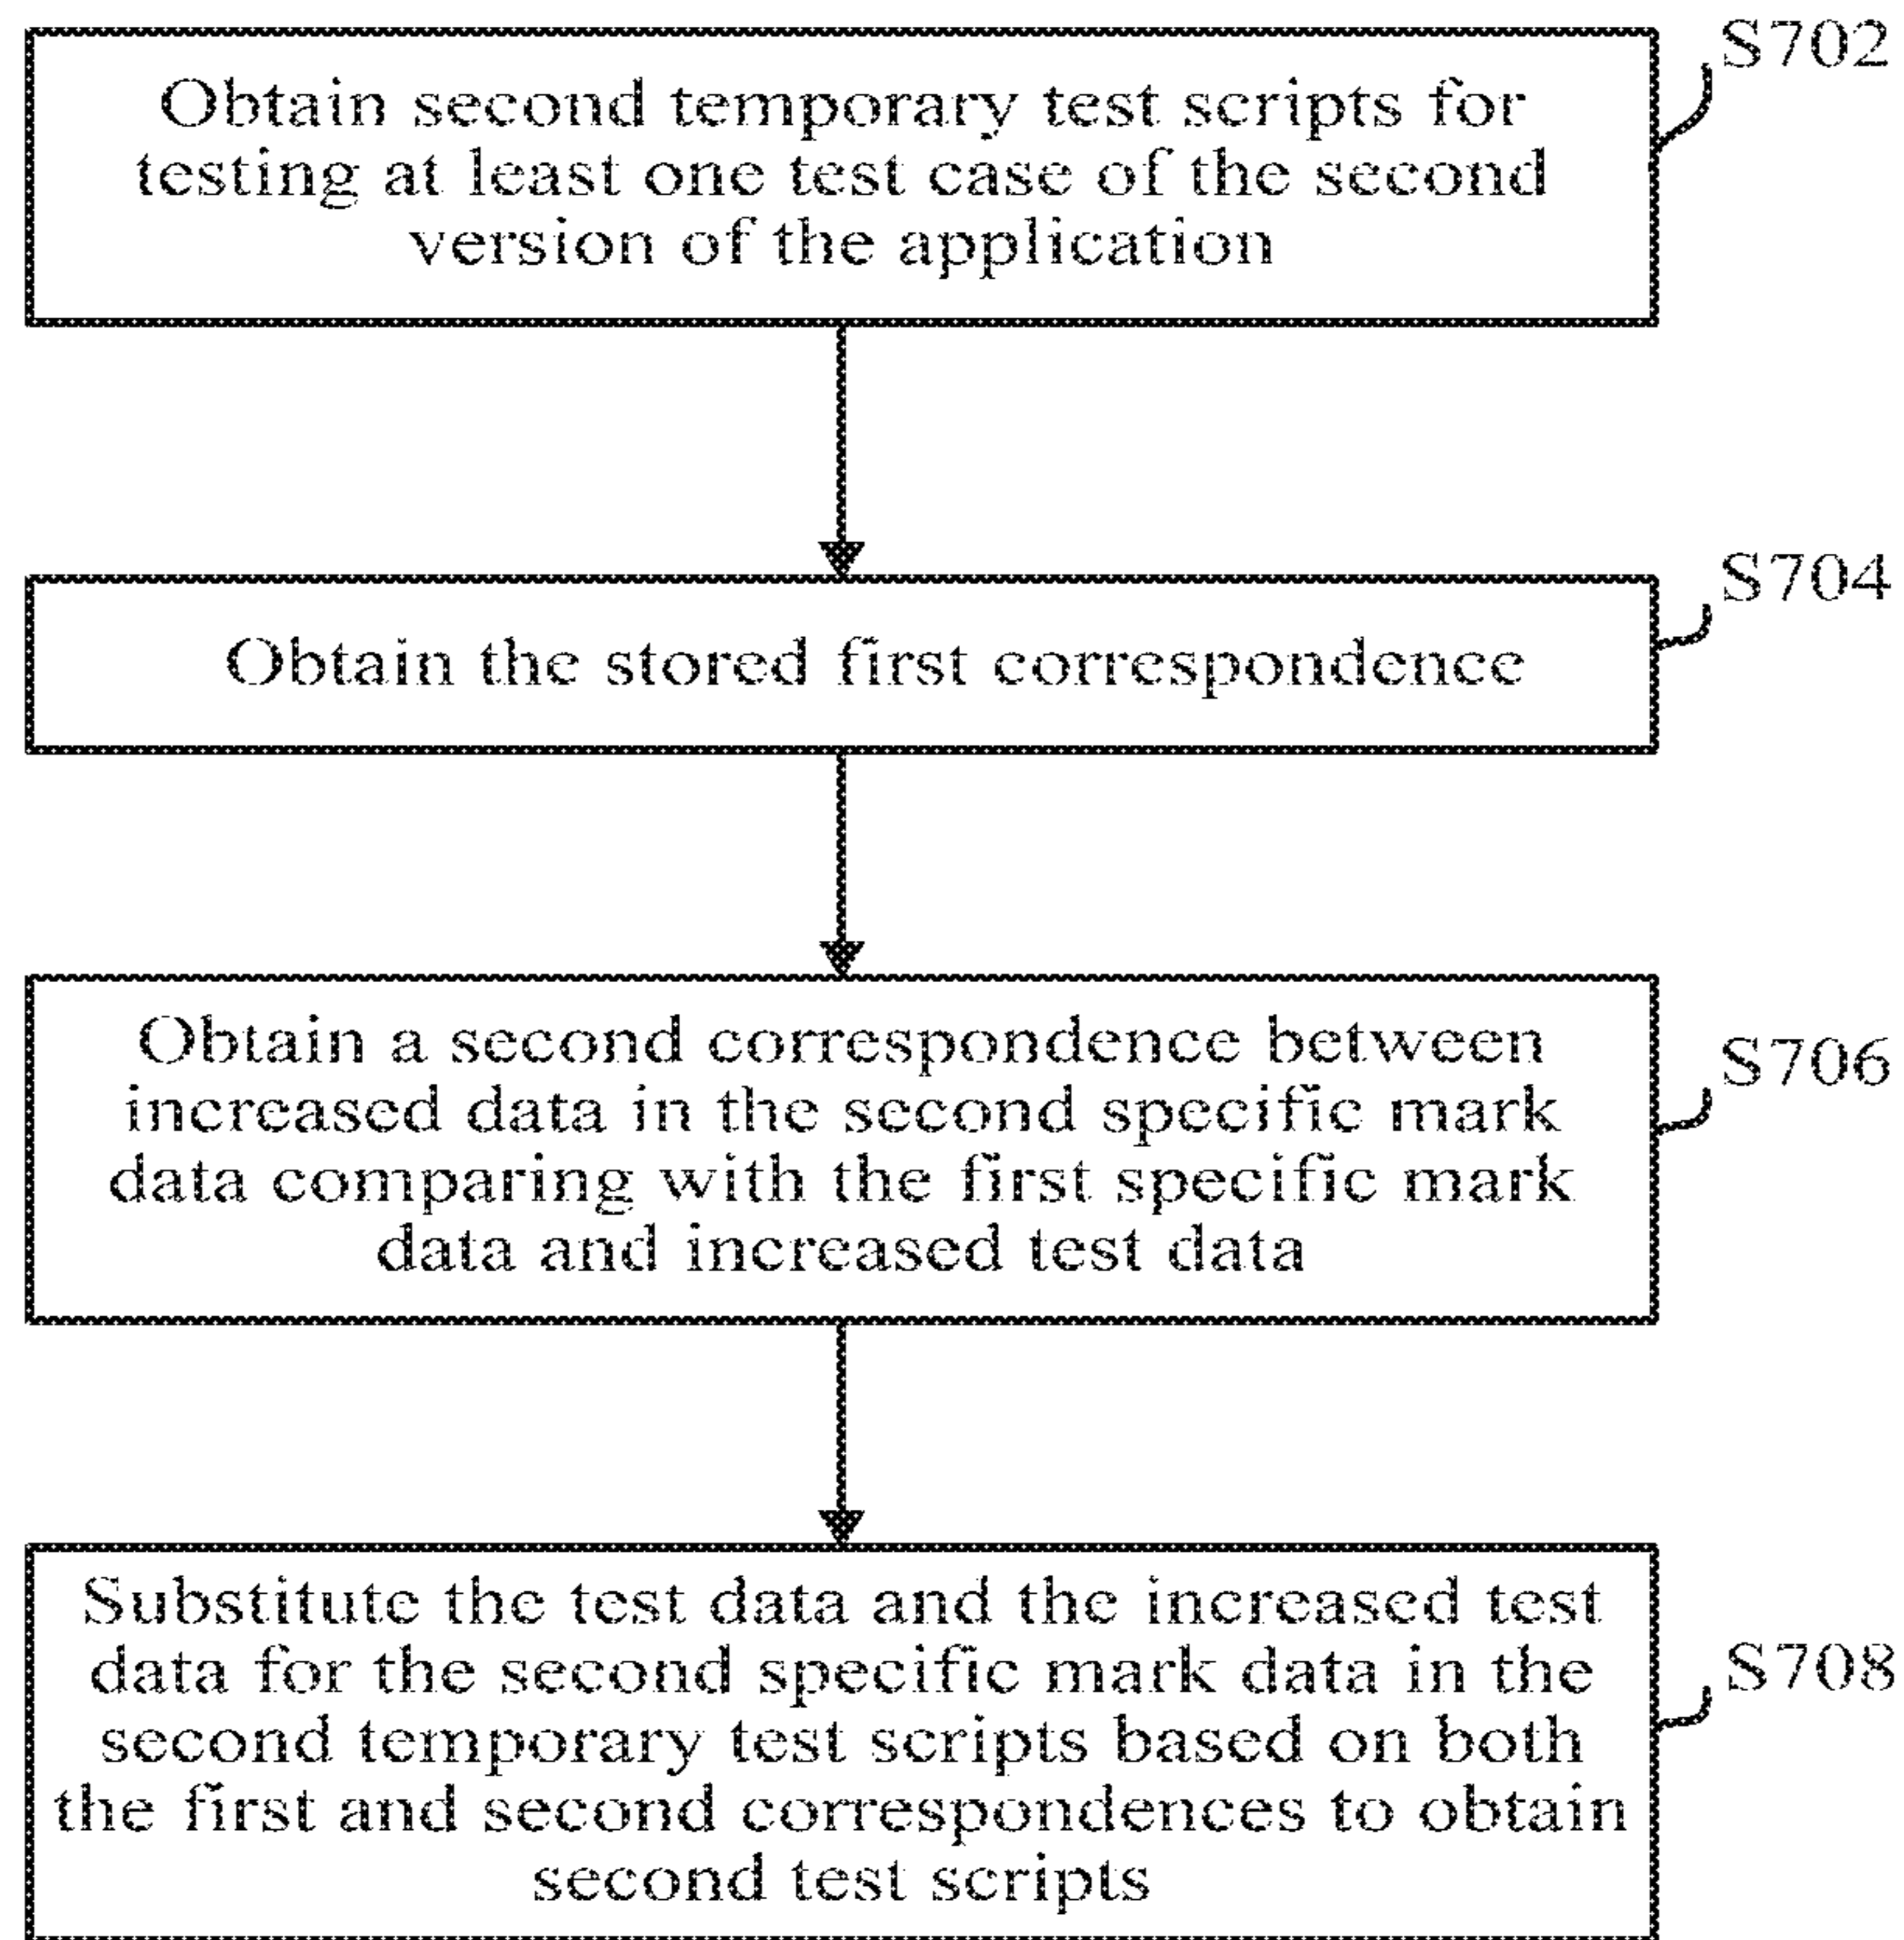 S702
Obtain second temporary test scripts for
testing at least one test case of the second
version of the application
S704
Obtain the stored first correspondence
S706
Obtain a second correspondence between
increased data in the second specific mark
data comparing with the first specific mark
data and increased test data
S708
Substitute the test data and the increased test
data for the second specific mark data in the
second temporary test scripts based on both
the first and second correspondences to obtain
second test scripts